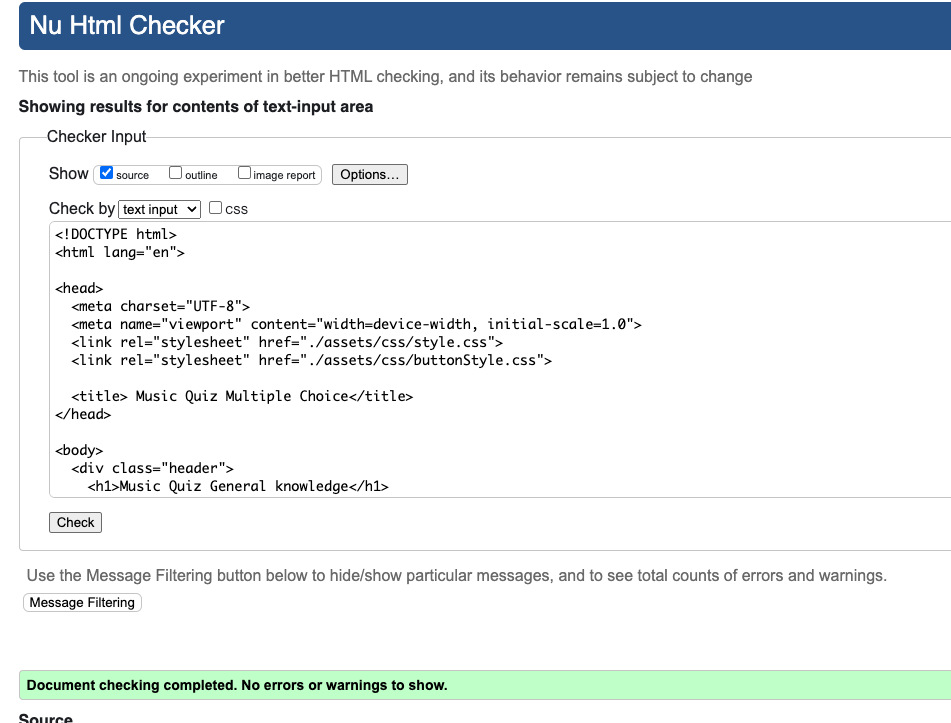 Nu Html Checker
This tool is an ongoing experiment in better HTML checking, and its behavior remains subject to change
Showing results for contents of text-input area
Checker Input
Show source outline image report Options...
Check by text input CSS
<!DOCTYPE html>
<html lang="en">
<head>
<meta charset="UTF-8">
<meta name="viewport" content="width=device-width, initial-scale=1.0">
<link rel="stylesheet" href="./assets/css/style.css">
<link rel="stylesheet" href="./assets/css/buttonStyle.css">
<title> Music Quiz Multiple Choice</title>
</head>
<body>
<div class="header">
<h1>Music Quiz General knowledge</h1>
Check
Use the Message Filtering button below to hide/show particular messages, and to see total counts of errors and warnings.
Message Filtering
Document checking completed. No errors or warnings to show.
Source